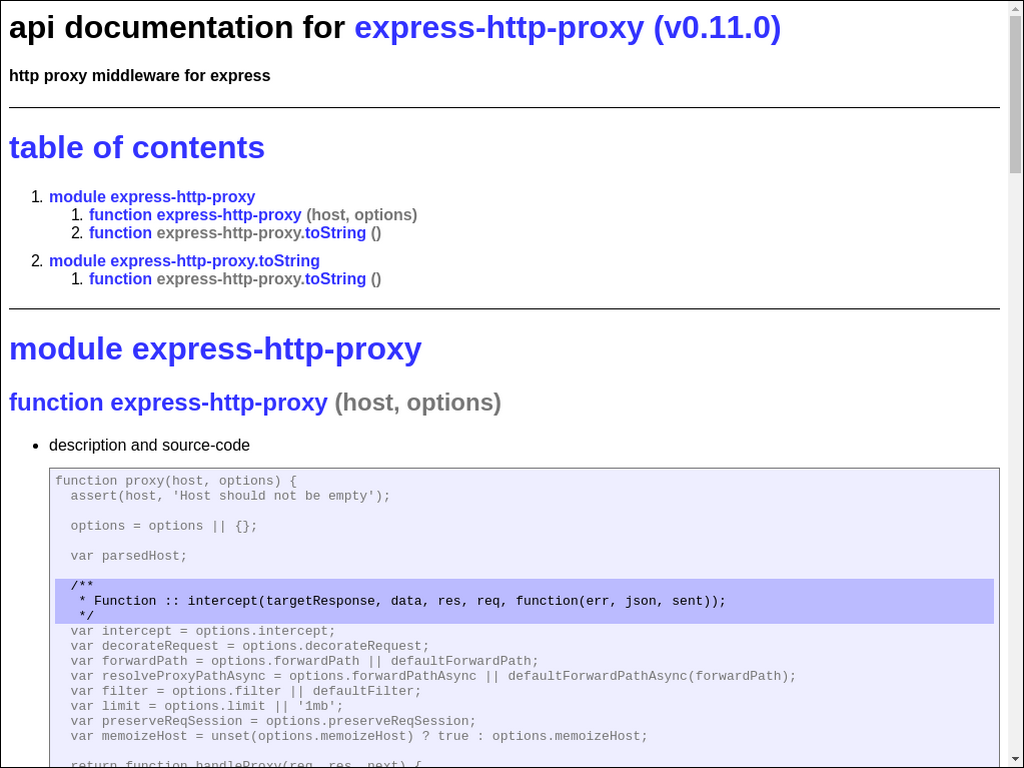 api documentation for express-http-proxy (v0.11.0)
http proxy middleware for express
table of contents
1. module express-http-proxy
1. function express-http-proxy (host, options)
2. function express-http-proxy.toString ()
2. module express-http-proxy.toString
1. function express-http-proxy.toString ()
module express-http-proxy
function express-http-proxy (host, options)
• description and source-code
function proxy(host, options) {
  assert(host, 'Host should not be empty');
  options = options || {};
  var parsedHost;
  /**
   * Function :: intercept(targetResponse, data, res, req, function(err, json, sent));
   */
  var intercept = options.intercept;
  var decorateRequest = options.decorateRequest;
  var forwardPath = options.forwardPath || defaultForwardPath;
  var resolveProxyPathAsync = options.forwardPathAsync || defaultForwardPathAsync(forwardPath);
  var filter = options.filter || defaultFilter;
  var limit = options.limit || '1mb';
  var preserveReqSession = options.preserveReqSession;
  var memoizeHost = unset(options.memoizeHost) ? true : options.memoizeHost;
  return function handleProxy(req, res, next) {